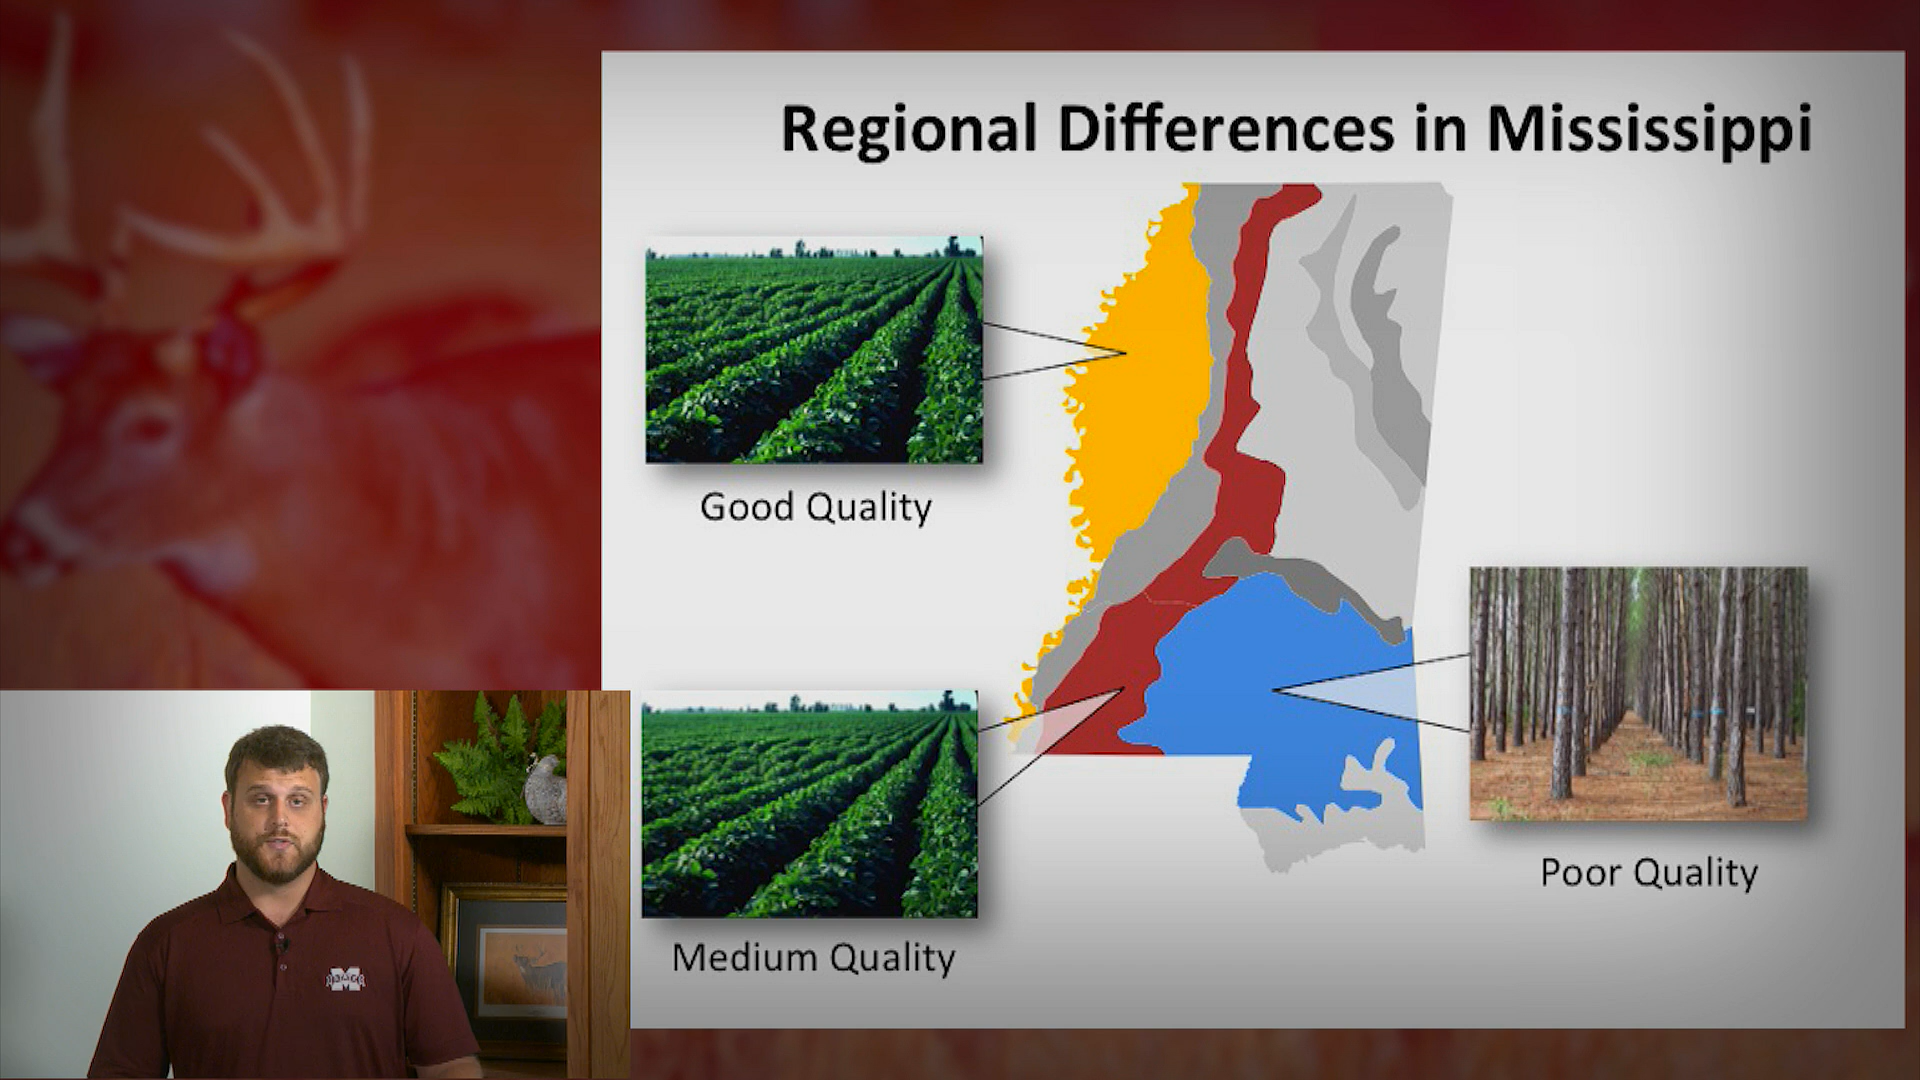 Regional Differences in Mississippi
Good Quality
Medium Quality
Poor Quality